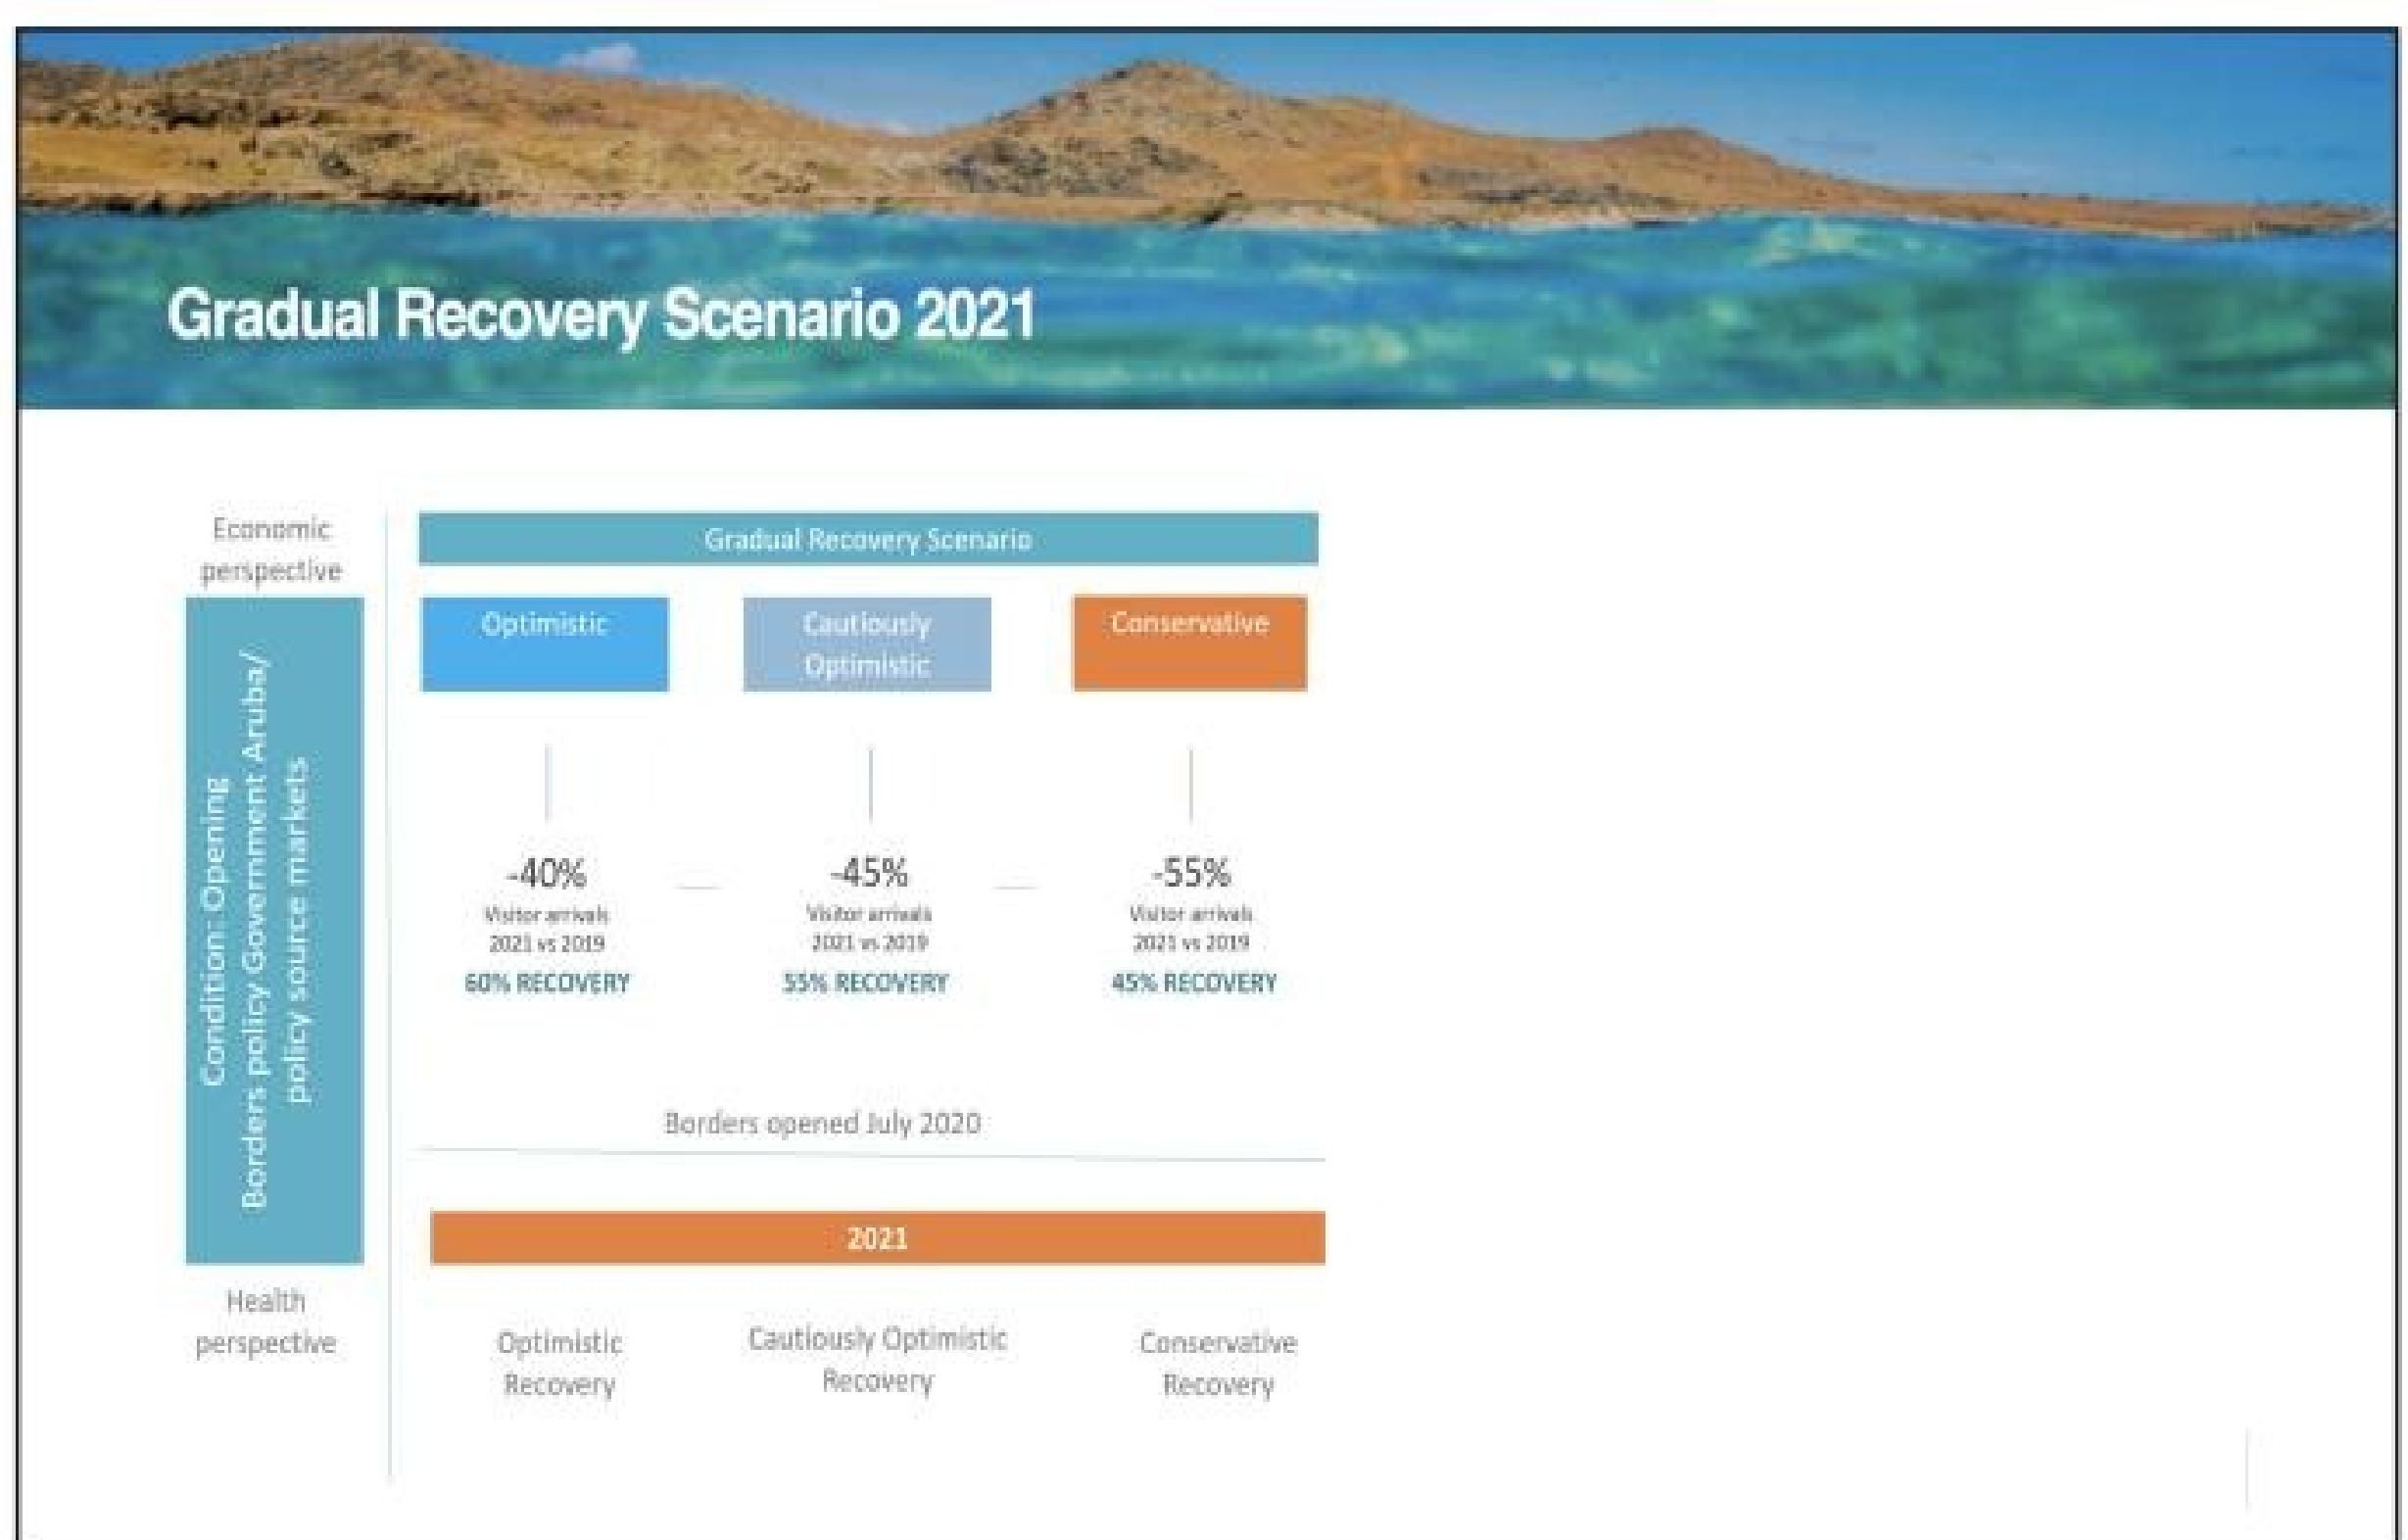 Gradual Recovery Scenario 2021
Economic
perspective
Gradual Recovery Scenario
Optimistic
Cautiously
Optimistic
Conservative
Condition: Opening
Borders policy Government Aruba/
policy source markets
-40%
Visitor arrivals
2021 vs 2019
60% RECOVERY
-45%
Visitor arrivals
2021 vs 2019
55% RECOVERY
-55%
Visitor arrivals
2021 vs 2019
45% RECOVERY
Borders opened July 2020
2021
Health
perspective
Optimistic
Recovery
Cautiously Optimistic
Recovery
Conservative
Recovery